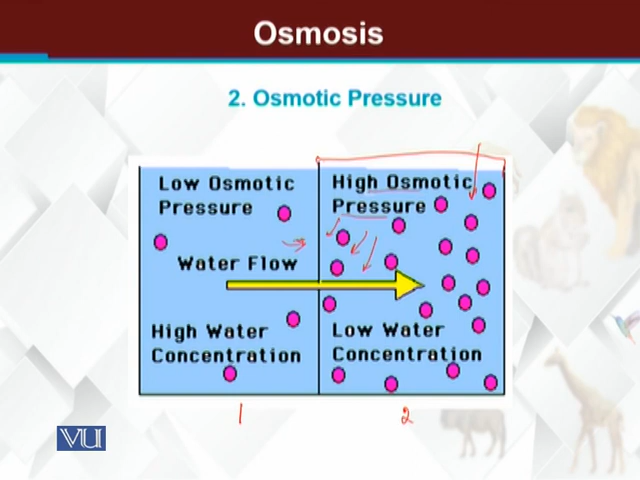 Osmosis
2. Osmotic Pressure
Low Osmotic
Pressure
High Osmotic
Pressure
Water Flow
High Water
Concentration
Low Water
Concentration
1
2
VU